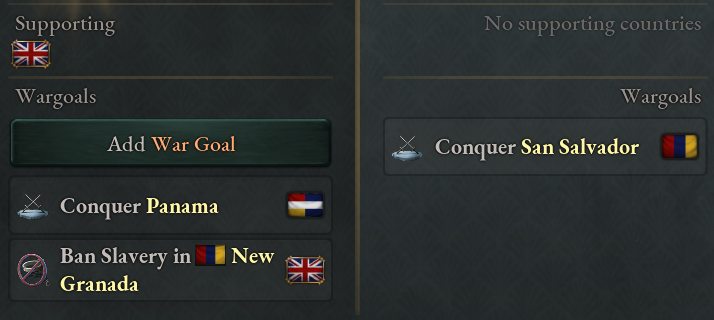 Supporting
No supporting countries
Wargoals
Wargoals
Add War Goal
Conquer San Salvador
Conquer Panama
Ban Slavery in New
Granada